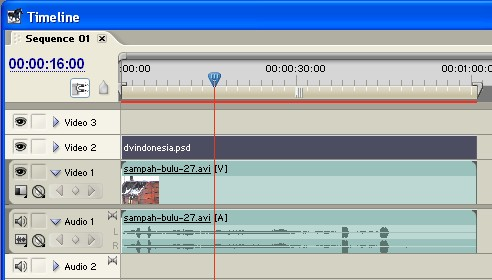 Timeline
Sequence 01
00:00:16:00
:00:00
00:00:30:00
00:01:00
Video 3
Video 2
dvindonesia.psd
Video 1
sampah-bulu-27.avi [V]
Audio 1
sampah-bulu-27.avi [A]
L
R
Audio 2